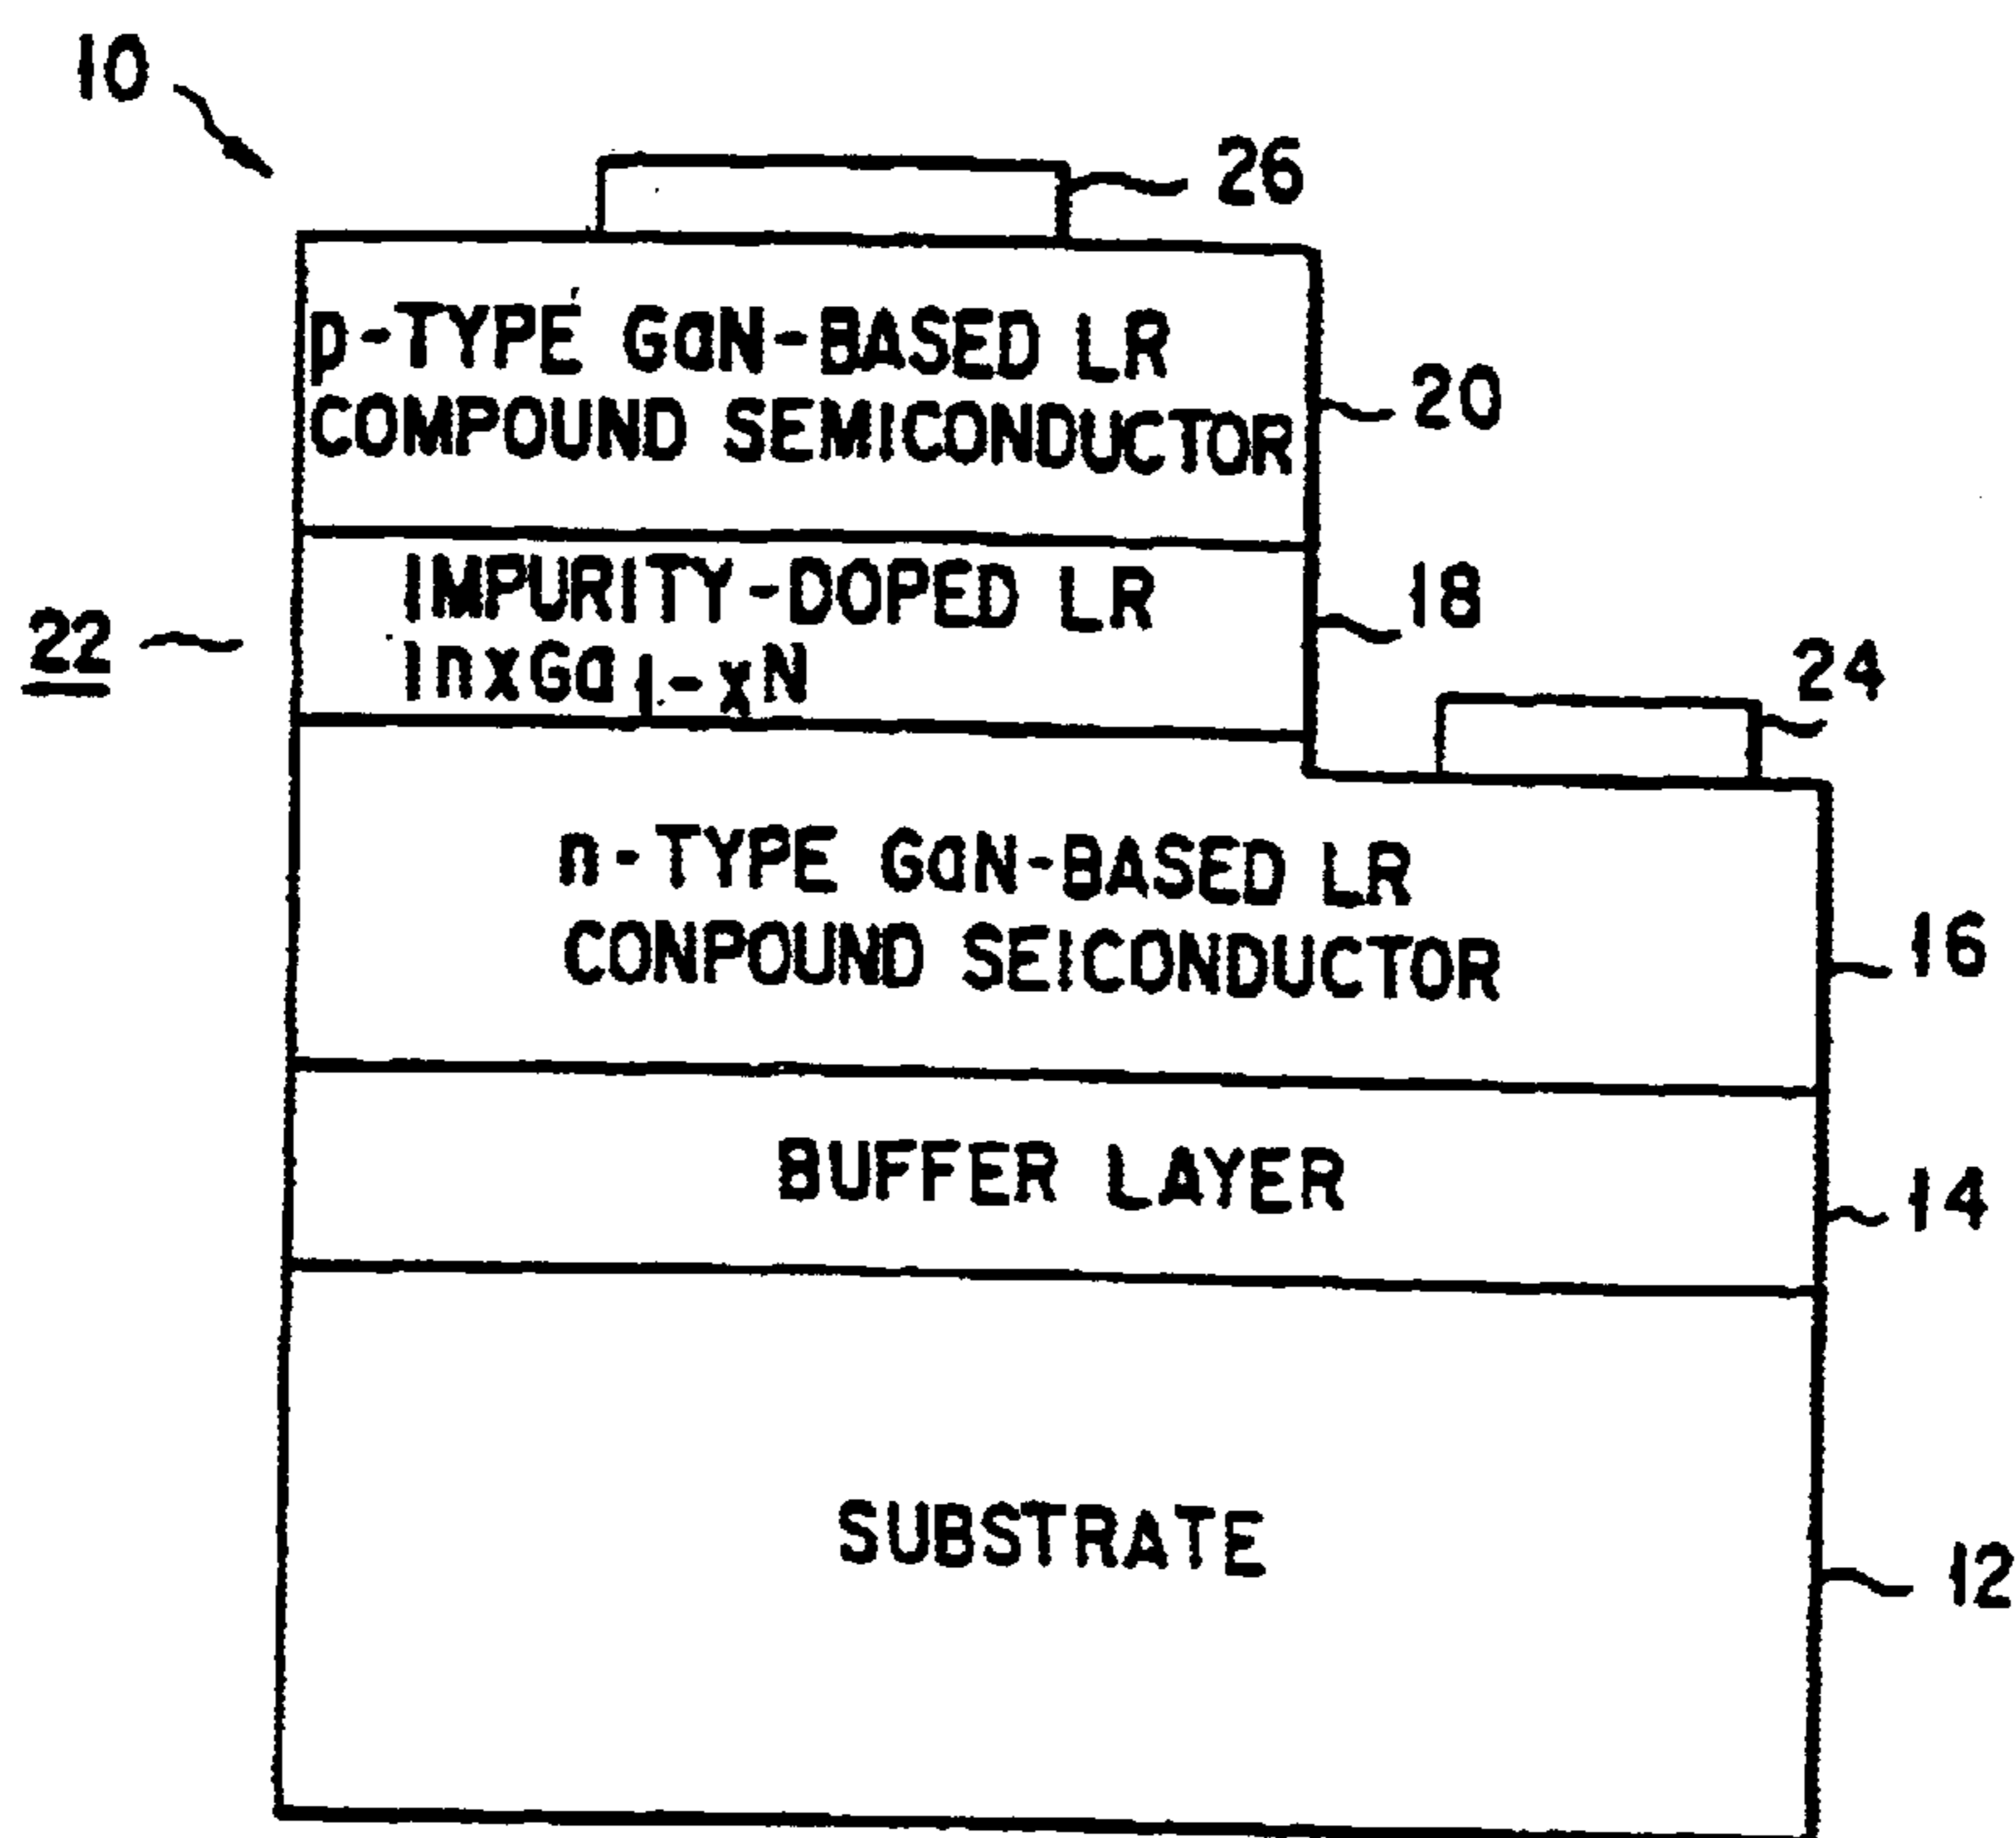 10
26
p-TYPE GaN-BASED LR
COMPOUND SEMICONDUCTOR
20
IMPURITY-DOPED LR
InxGa1-xN
18
22
24
n-TYPE GaN-BASED LR
CONPOUND SEICONDUCTOR
16
BUFFER LAYER
14
SUBSTRATE
12